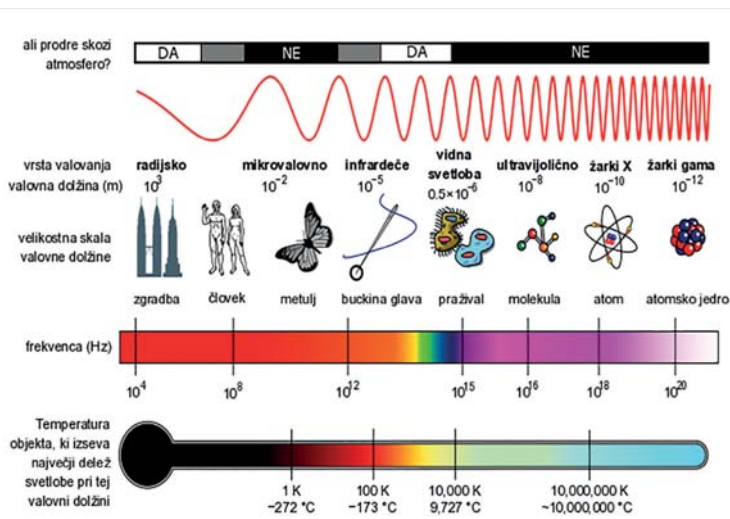 ali prodre skozi
atmosfero?
DA NE DA NE
vrsta valovanja
valovna dolžina (m)
radijsko
10³
mikrovalovno
10⁻²
infrardeče
10⁻⁵
vidna
svetloba
0.5×10⁻⁶
ultravijolično
10⁻⁸
žarki X
10⁻¹⁰
žarki gama
10⁻¹²
velikostna skala
valovne dolžine
zgradba človek metulj buckina glava pražival molekula atom atomsko jedro
frekvenca (Hz)
10⁴ 10⁸ 10¹² 10¹⁵ 10¹⁶ 10¹⁸ 10²⁰
Temperatura
objekta, ki izseva
največji delež
svetlobe pri tej
valovni dolžini
1 K
−272 °C
100 K
−173 °C
10,000 K
9,727 °C
10,000,000 K
~10,000,000 °C